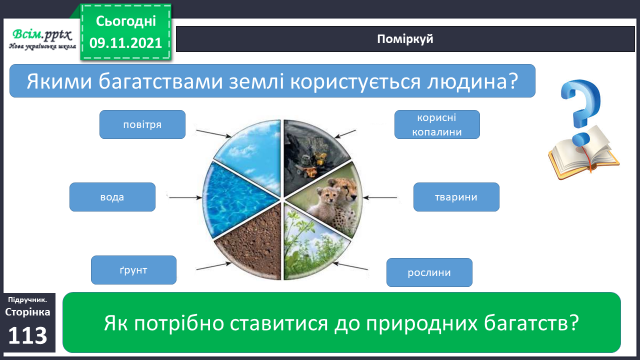 Всім.pptx
Нова українська школа
Сьогодні
09.11.2021
Поміркуй
Якими багатствами землі користується людина?
повітря
корисні
копалини
вода
тварини
ґрунт
рослини
Підручник.
Сторінка
113
Як потрібно ставитися до природних багатств?